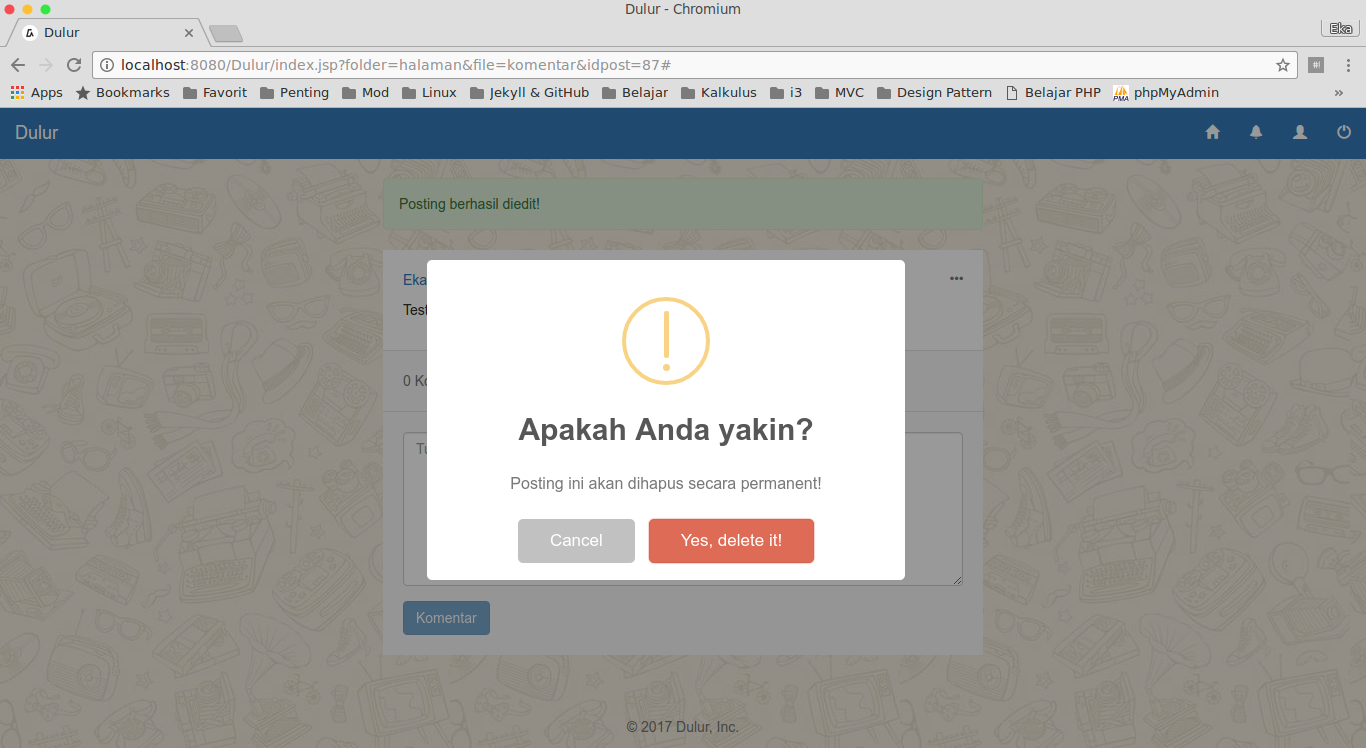 Dulur - Chromium
Dulur
Eka
localhost:8080/Dulur/index.jsp?folder=halaman&file=komentar&idpost=87#
#!
Apps Bookmarks Favorit Penting Mod Linux Jekyll & GitHub Belajar Kalkulus i3 MVC Design Pattern Belajar PHP PMA phpMyAdmin »
Dulur
Posting berhasil diedit!
Eka
Test
0
Apakah Anda yakin?
Posting ini akan dihapus secara permanent!
Cancel Yes, delete it!
Komentar
© 2017 Dulur, Inc.